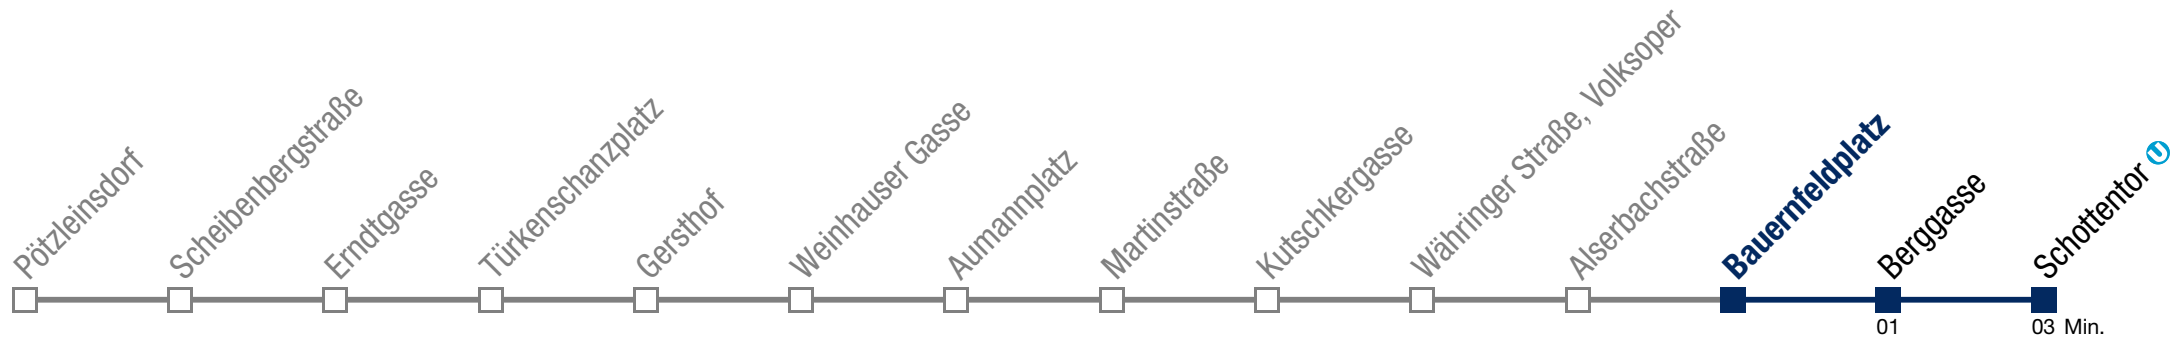 Pötzleinsdorf
Scheibenbergstraße
Erndtgasse
Türkenschanzplatz
Gersthof
Weinhauser Gasse
Aumannplatz
Martinstraße
Kutschkergasse
Währinger Straße, Volksoper
Alserbachstraße
Bauernfeldplatz
Berggasse
Schottentor U
01
03 Min.